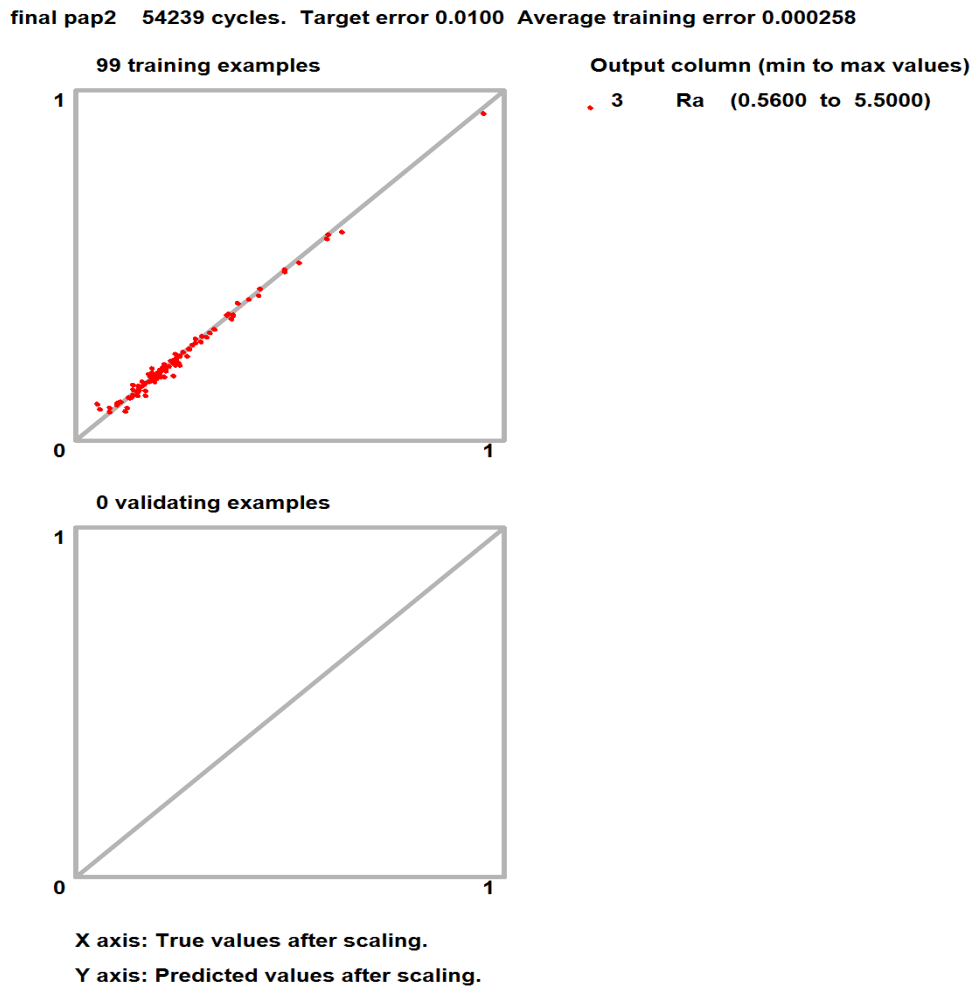 final pap2 54239 cycles. Target error 0.0100 Average training error 0.000258
99 training examples
Output column (min to max values)
3 Ra (0.5600 to 5.5000)
1
0
1
0 validating examples
1
0
1
X axis: True values after scaling.
Y axis: Predicted values after scaling.